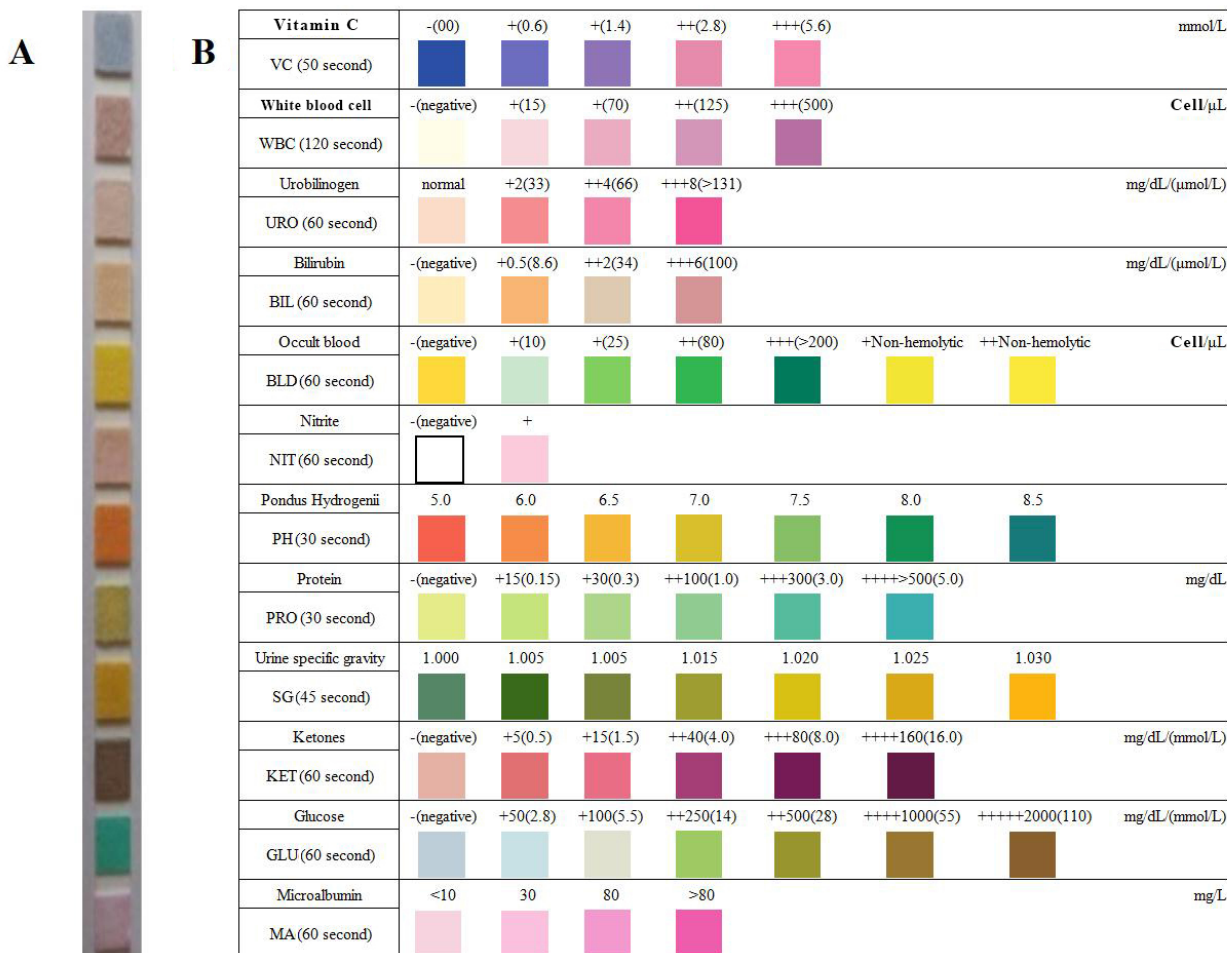 A
B
Vitamin C -(00) +(0.6) +(1.4) ++(2.8) +++(5.6) mmol/L
VC (50 second)
White blood cell -(negative) +(15) +(70) ++(125) +++(500) Cell/μL
WBC (120 second)
Urobilinogen normal +2(33) ++4(66) +++8(>131) mg/dL/(μmol/L)
URO (60 second)
Bilirubin -(negative) +0.5(8.6) ++2(34) +++6(100) mg/dL/(μmol/L)
BIL (60 second)
Occult blood -(negative) +(10) +(25) ++(80) +++(>200) +Non-hemolytic ++Non-hemolytic Cell/μL
BLD (60 second)
Nitrite -(negative) +
NIT (60 second)
Pondus Hydrogenii 5.0 6.0 6.5 7.0 7.5 8.0 8.5
PH (30 second)
Protein -(negative) +15(0.15) +30(0.3) ++100(1.0) +++300(3.0) ++++>500(5.0) mg/dL
PRO (30 second)
Urine specific gravity 1.000 1.005 1.005 1.015 1.020 1.025 1.030
SG (45 second)
Ketones -(negative) +5(0.5) +15(1.5) ++40(4.0) +++80(8.0) ++++160(16.0) mg/dL/(mmol/L)
KET (60 second)
Glucose -(negative) +50(2.8) +100(5.5) ++250(14) ++500(28) ++++1000(55) +++++2000(110) mg/dL/(mmol/L)
GLU (60 second)
Microalbumin <10 30 80 >80 mg/L
MA (60 second)